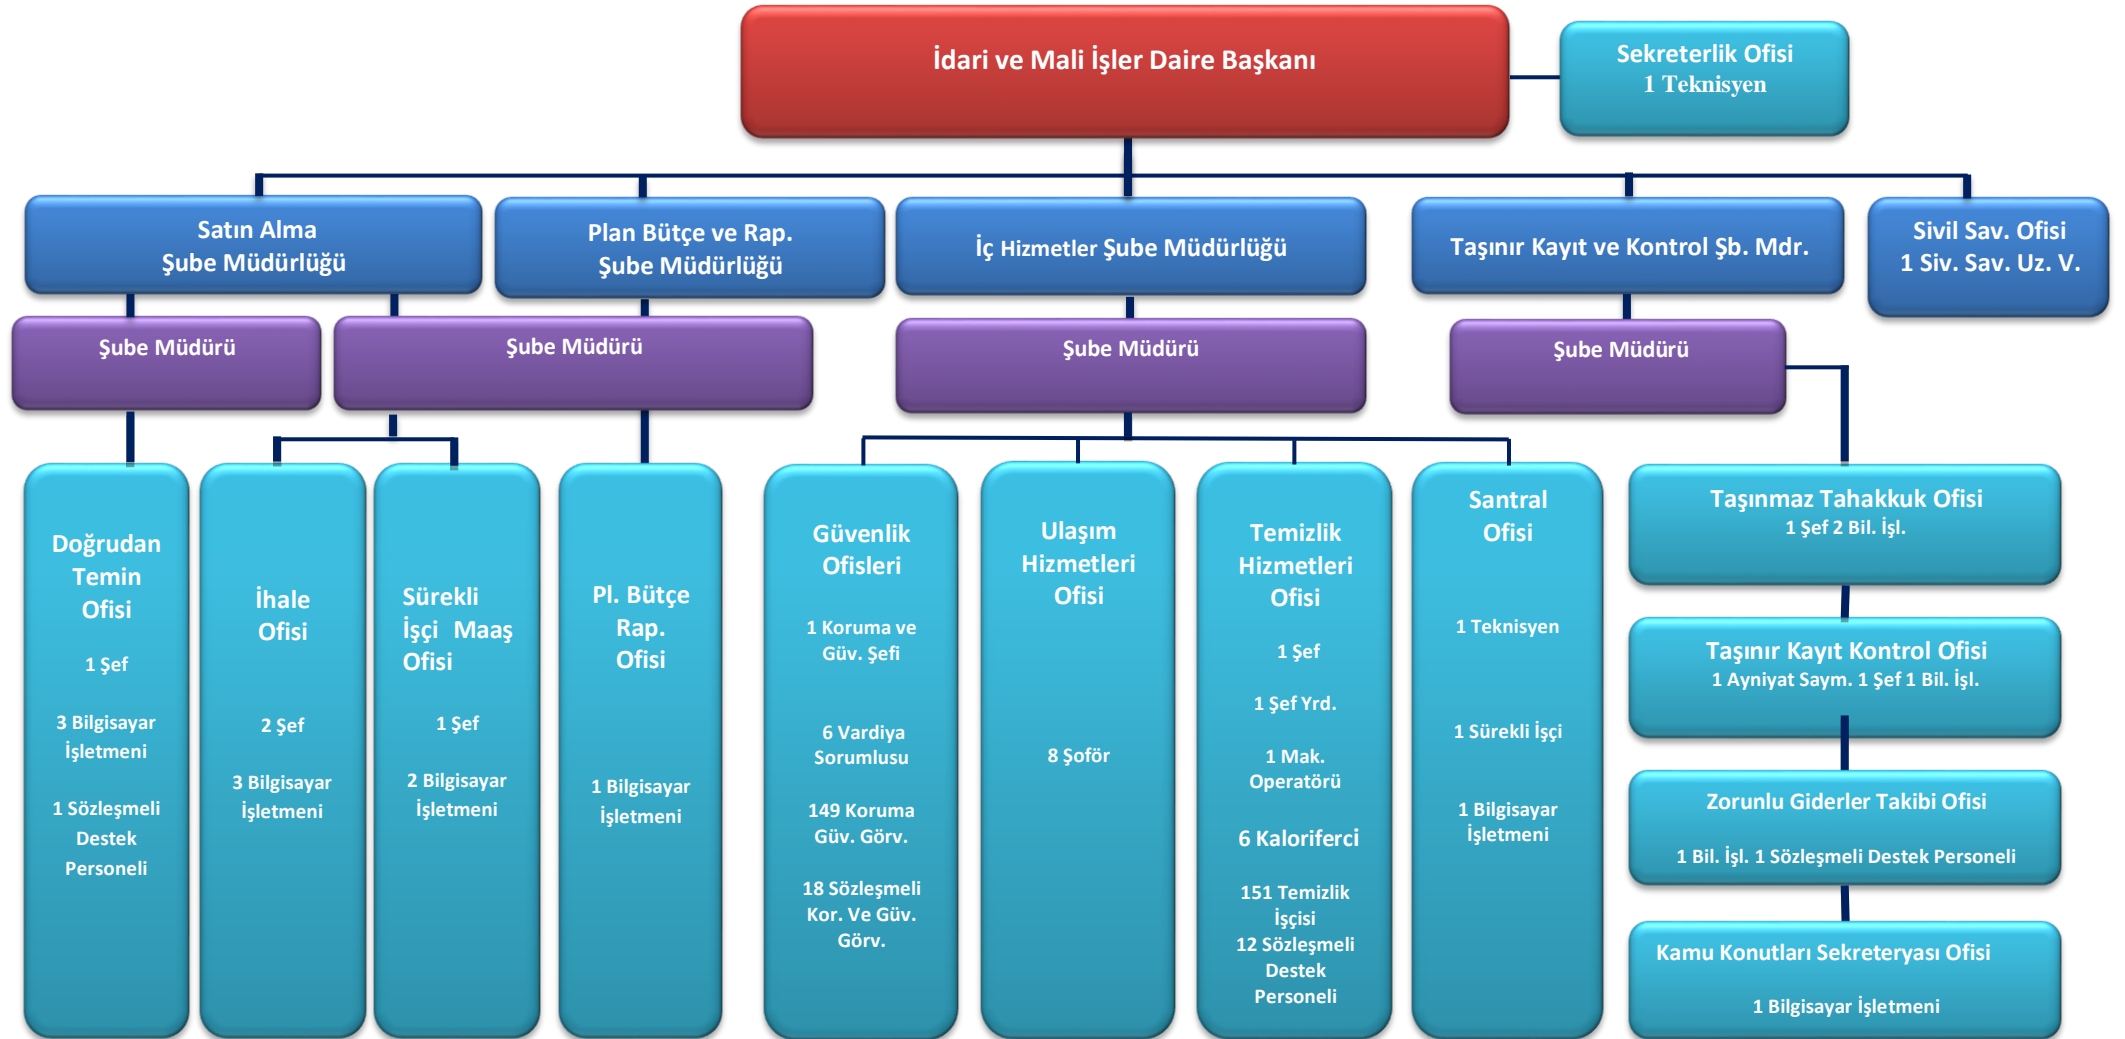 İdari ve Mali İşler Daire Başkanı
Sekreterlik Ofisi
1 Teknisyen
Satın Alma
Şube Müdürlüğü
Plan Bütçe ve Rap.
Şube Müdürlüğü
İç Hizmetler Şube Müdürlüğü
Taşınır Kayıt ve Kontrol Şb. Mdr.
Sivil Sav. Ofisi
1 Siv. Sav. Uz. V.
Şube Müdürü
Şube Müdürü
Şube Müdürü
Şube Müdürü
Doğrudan
Temin
Ofisi
1 Şef
3 Bilgisayar
İşletmeni
1 Sözleşmeli
Destek
Personeli
İhale
Ofisi
2 Şef
3 Bilgisayar
İşletmeni
Sürekli
İşçi Maaş
Ofisi
1 Şef
2 Bilgisayar
İşletmeni
Pl. Bütçe
Rap.
Ofisi
1 Bilgisayar
İşletmeni
Güvenlik
Ofisleri
1 Koruma ve
Güv. Şefi
6 Vardiya
Sorumlusu
149 Koruma
Güv. Görv.
18 Sözleşmeli
Kor. Ve Güv.
Görv.
Ulaşım
Hizmetleri
Ofisi
8 Şoför
Temizlik
Hizmetleri
Ofisi
1 Şef
1 Şef Yrd.
1 Mak.
Operatörü
6 Kaloriferci
151 Temizlik
İşçisi
12 Sözleşmeli
Destek
Personeli
Santral
Ofisi
1 Teknisyen
1 Sürekli İşçi
1 Bilgisayar
İşletmeni
Taşınmaz Tahakkuk Ofisi
1 Şef 2 Bil. İşl.
Taşınır Kayıt Kontrol Ofisi
1 Ayniyat Saym. 1 Şef 1 Bil. İşl.
Zorunlu Giderler Takibi Ofisi
1 Bil. İşl. 1 Sözleşmeli Destek Personeli
Kamu Konutları Sekreteryası Ofisi
1 Bilgisayar İşletmeni